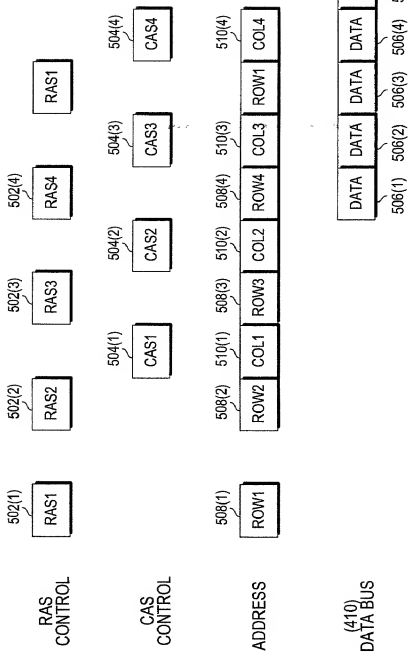 502(1) 502(2) 502(3) 502(4)
RAS
CONTROL
RAS1 RAS2 RAS3 RAS4 RAS1
504(1) 504(2) 504(3) 504(4)
CAS
CONTROL
CAS1 CAS2 CAS3 CAS4
508(1) 508(2) 510(1) 508(3) 510(2) 508(4) 510(3) 510(4)
ADDRESS
ROW1 ROW2 COL1 ROW3 COL2 ROW4 COL3 ROW1 COL4
(410)
DATA BUS
DATA DATA DATA DATA
506(1) 506(2) 506(3) 506(4)